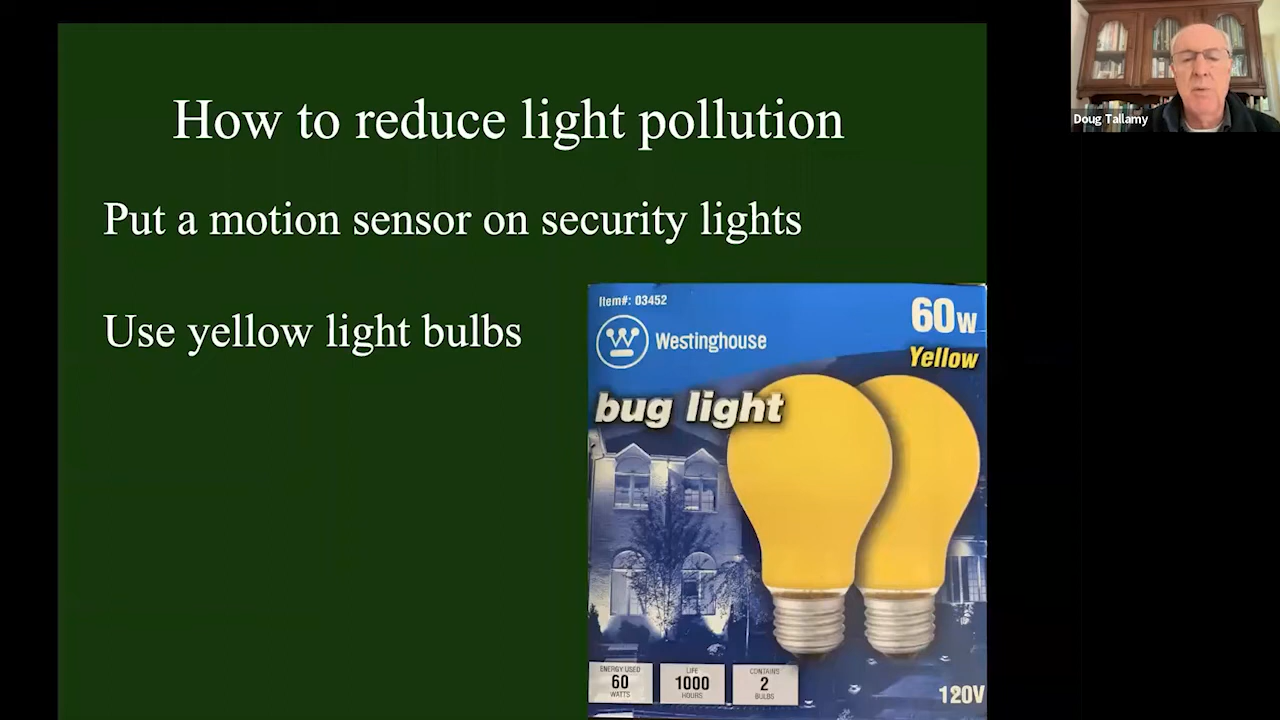 How to reduce light pollution
Put a motion sensor on security lights
Use yellow light bulbs
Item#: 03452
Westinghouse
60W
Yellow
bug light
ENERGY USED
60
WATTS
LIFE
1000
HOURS
CONTAINS
2
BULBS
120V
Doug Tallamy